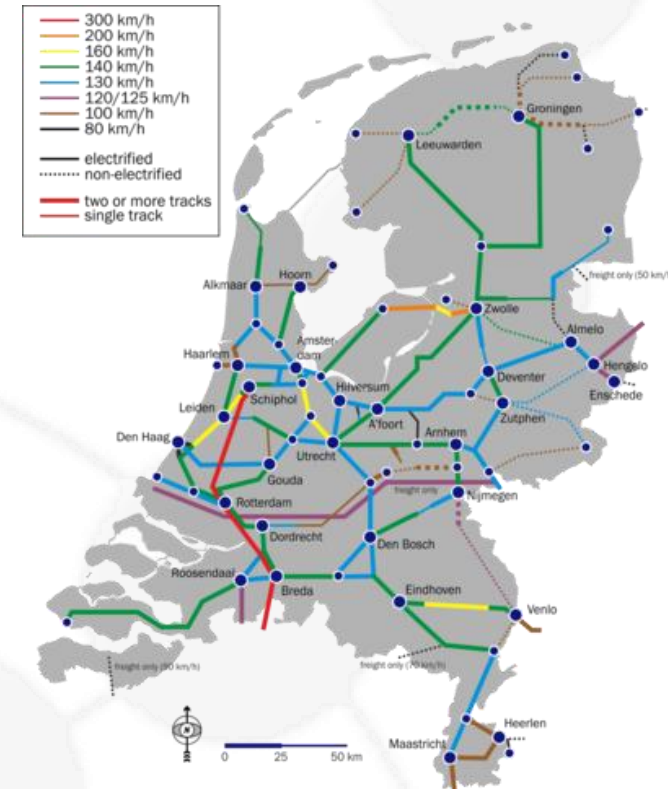 300 km/h
200 km/h
160 km/h
140 km/h
130 km/h
120/125 km/h
100 km/h
80 km/h
electrified
non-electrified
two or more tracks
single track
Groningen
Leeuwarden
freight only (50 km/h
Alkmaar
Hoorn
Zwolle
Almelo
Haarlem
Amster-
dam
Hengelo
Schiphol
Hilversum
Deventer
Enschede
Leiden
A'foort
Zutphen
Den Haag
Utrecht
Arnhem
Gouda
freight only
Nijmegen
Rotterdam
Dordrecht
Den Bosch
Roosendaal
Breda
Eindhoven
Venlo
freight only (90 km/h)
freight only (70 km/h)
N
Heerlen
Maastricht
0
25
50 km